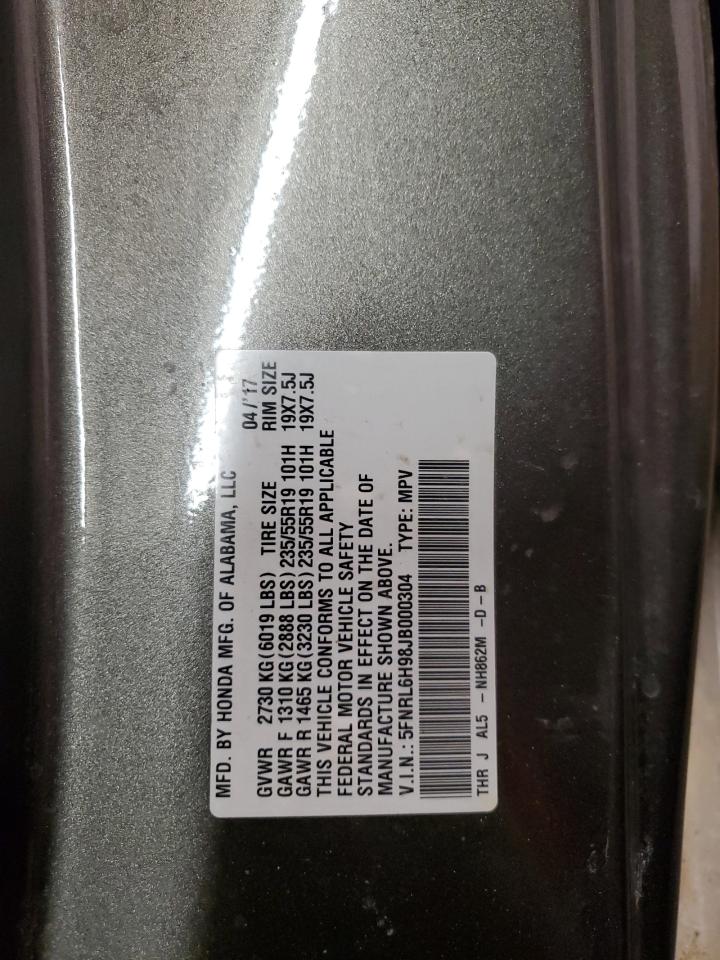 MFD. BY HONDA MFG. OF ALABAMA, LLC 04/'17
GVWR 2730 KG(6019 LBS) TIRE SIZE RIM SIZE
GAWR F 1310 KG(2888 LBS)235/55R19 101H 19X7.5J
GAWR R 1465 KG(3230 LBS)235/55R19 101H 19X7.5J
THIS VEHICLE CONFORMS TO ALL APPLICABLE
FEDERAL MOTOR VEHICLE SAFETY
STANDARDS IN EFFECT ON THE DATE OF
MANUFACTURE SHOWN ABOVE.
V.I.N.: 5FNRL6H98JB000304 TYPE: MPV
THR J AL5 - NH862M -D-B